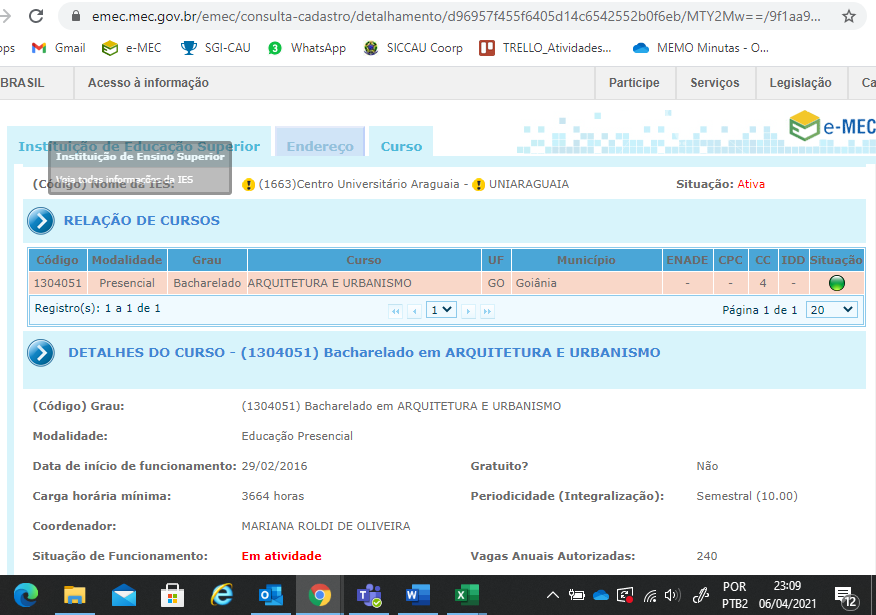 emec.mec.gov.br/emec/consulta-cadastro/detalhamento/d96957f455f6405d14c6542552b0f6eb/MTY2Mw==/9f1aa9...
ops Gmail e-MEC SGI-CAU 3 WhatsApp SICCAU Coorp TRELLO_Atividades... MEMO Minutas - O...
BRASIL Acesso à informação Participe Serviços Legislação Ca
e-MEC
Instituição de Educação Superior Endereço Curso
Instituição de Ensino Superior
Veja todas informações da IES
(Código) Nome da IES: (1663)Centro Universitário Araguaia - UNIARAGUAIA Situação: Ativa
RELAÇÃO DE CURSOS
Código Modalidade Grau Curso UF Município ENADE CPC CC IDD Situação
1304051 Presencial Bacharelado ARQUITETURA E URBANISMO GO Goiânia - - 4 -
Registro(s): 1 a 1 de 1 1 Página 1 de 1 20
DETALHES DO CURSO - (1304051) Bacharelado em ARQUITETURA E URBANISMO
(Código) Grau: (1304051) Bacharelado em ARQUITETURA E URBANISMO
Modalidade: Educação Presencial
Data de início de funcionamento: 29/02/2016 Gratuito? Não
Carga horária mínima: 3664 horas Periodicidade (Integralização): Semestral (10.00)
Coordenador: MARIANA ROLDI DE OLIVEIRA
Situação de Funcionamento: Em atividade Vagas Anuais Autorizadas: 240
POR 23:09
PTB2 06/04/2021 12